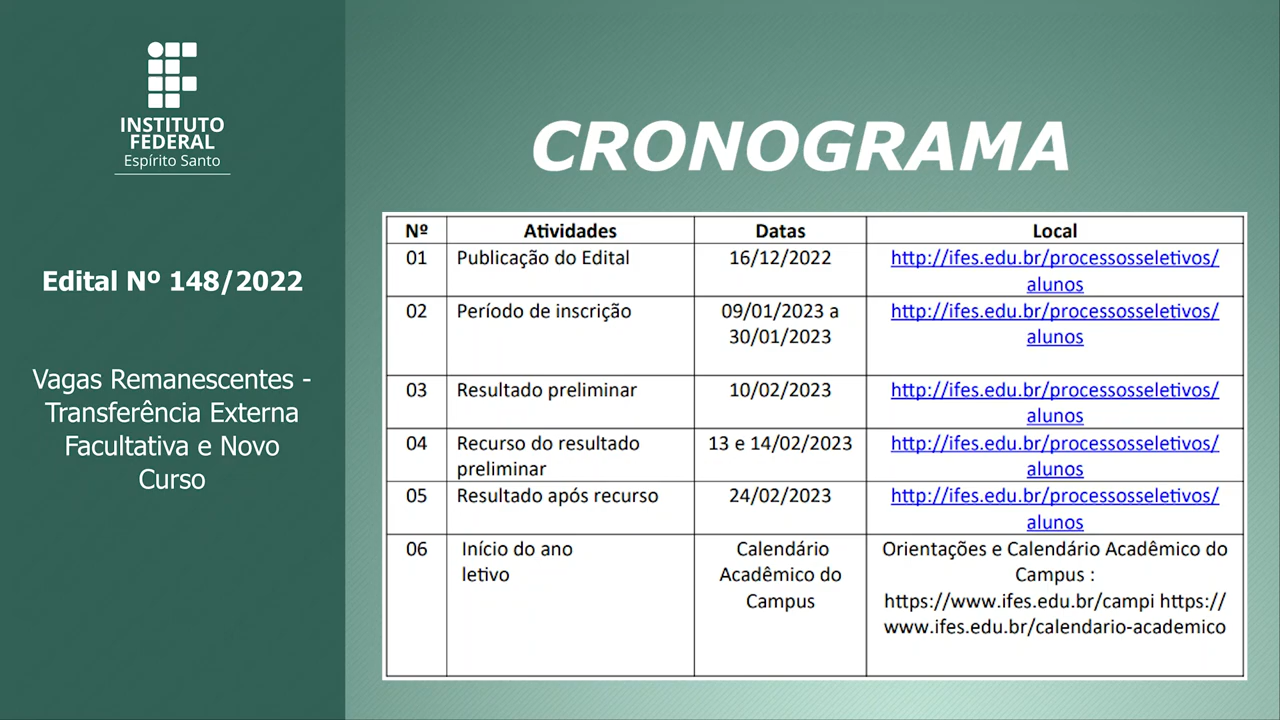 INSTITUTO
FEDERAL
Espírito Santo
Edital Nº 148/2022
Vagas Remanescentes -
Transferência Externa
Facultativa e Novo
Curso
CRONOGRAMA
Nº Atividades Datas Local
01 Publicação do Edital 16/12/2022 http://ifes.edu.br/processosseletivos/
alunos
02 Período de inscrição 09/01/2023 a http://ifes.edu.br/processosseletivos/
30/01/2023 alunos
03 Resultado preliminar 10/02/2023 http://ifes.edu.br/processosseletivos/
alunos
04 Recurso do resultado 13 e 14/02/2023 http://ifes.edu.br/processosseletivos/
preliminar alunos
05 Resultado após recurso 24/02/2023 http://ifes.edu.br/processosseletivos/
alunos
06 Início do ano Calendário Orientações e Calendário Acadêmico do
letivo Acadêmico do Campus :
Campus https://www.ifes.edu.br/campi https://
www.ifes.edu.br/calendario-academico